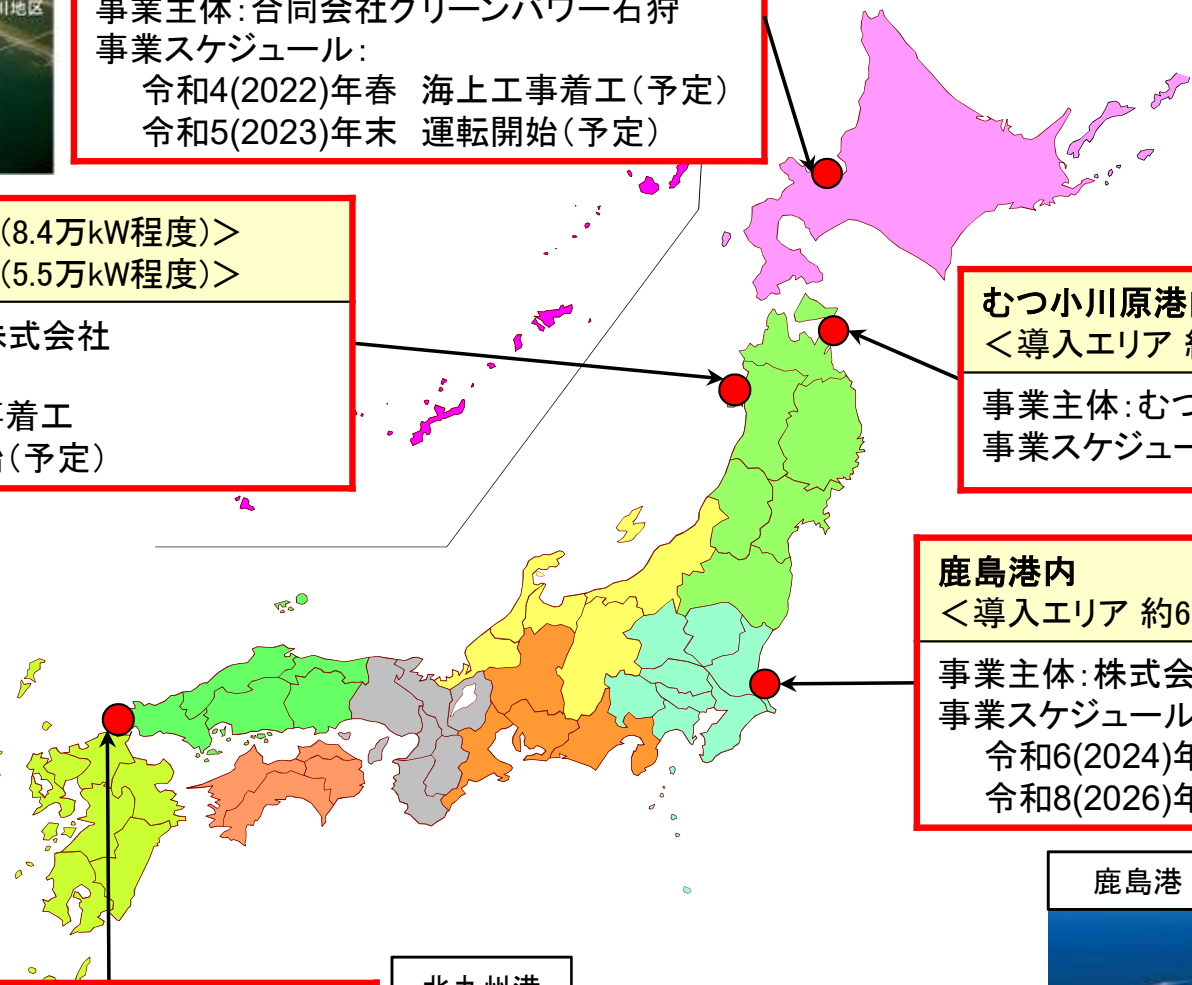 川地区
事業主体：合同会社グリーンパワー石狩
事業スケジュール：
令和4(2022)年春　海上工事着工（予定）
令和5(2023)年末　運転開始（予定）
(8.4万kW程度)＞
(5.5万kW程度)＞
株式会社
事着工
始（予定）
むつ小川原港内
＜導入エリア 約
事業主体：むつ
事業スケジュー
鹿島港内
＜導入エリア 約6
事業主体：株式会
事業スケジュール
令和6(2024)年
令和8(2026)年
鹿島港
北九州港